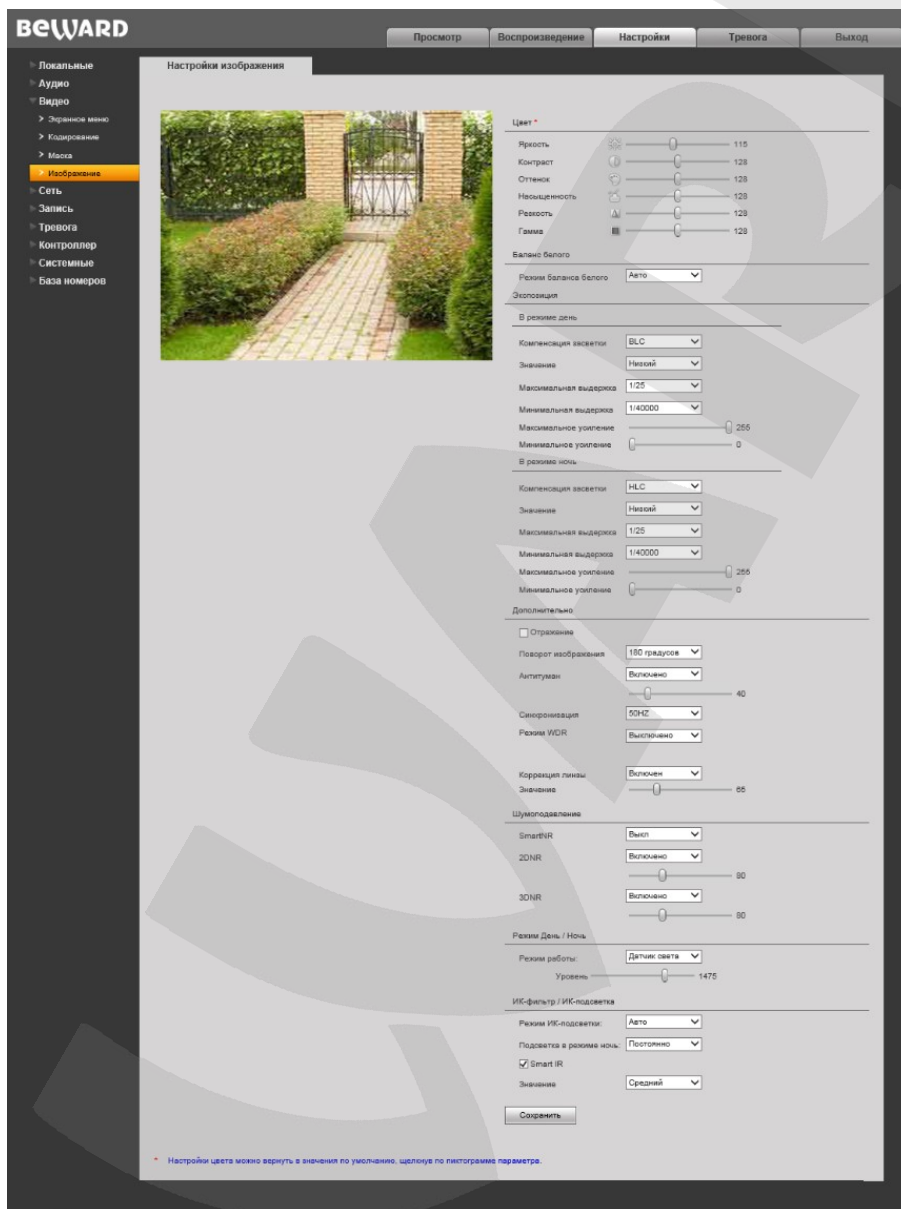 BEWARD
Просмотр Воспроизведение Настройки Тревога Выход
Локальные
Аудио
Видео
Экранное меню
Кодирование
Маска
Изображение
Сеть
Запись
Тревога
Контроллер
Системные
База номеров
Настройки изображения
Цвет *
Яркость 115
Контраст 128
Оттенок 128
Насыщенность 128
Резкость 128
Гамма 128
Баланс белого
Режим баланса белого Авто
Экспозиция
В режиме день
Компенсация засветки BLC
Значение Низкий
Максимальная выдержка 1/25
Минимальная выдержка 1/40000
Максимальное усиление 255
Минимальное усиление 0
В режиме ночь
Компенсация засветки HLC
Значение Низкий
Максимальная выдержка 1/25
Минимальная выдержка 1/40000
Максимальное усиление 255
Минимальное усиление 0
Дополнительно
Отражение
Поворот изображения 180 градусов
Антитуман Включено
40
Синхронизация 50HZ
Режим WDR Выключено
Коррекция линзы Включен
Значение 65
Шумоподавление
SmartNR Выкл
2DNR Включено
80
3DNR Включено
80
Режим День / Ночь
Режим работы: Датчик света
Уровень 1475
ИК-фильтр / ИК-подсветка
Режим ИК-подсветки: Авто
Подсветка в режиме ночь: Постоянно
Smart IR
Значение Средний
Сохранить
* Настройки цвета можно вернуть в значения по умолчанию, щелкнув по пиктограмме параметра.